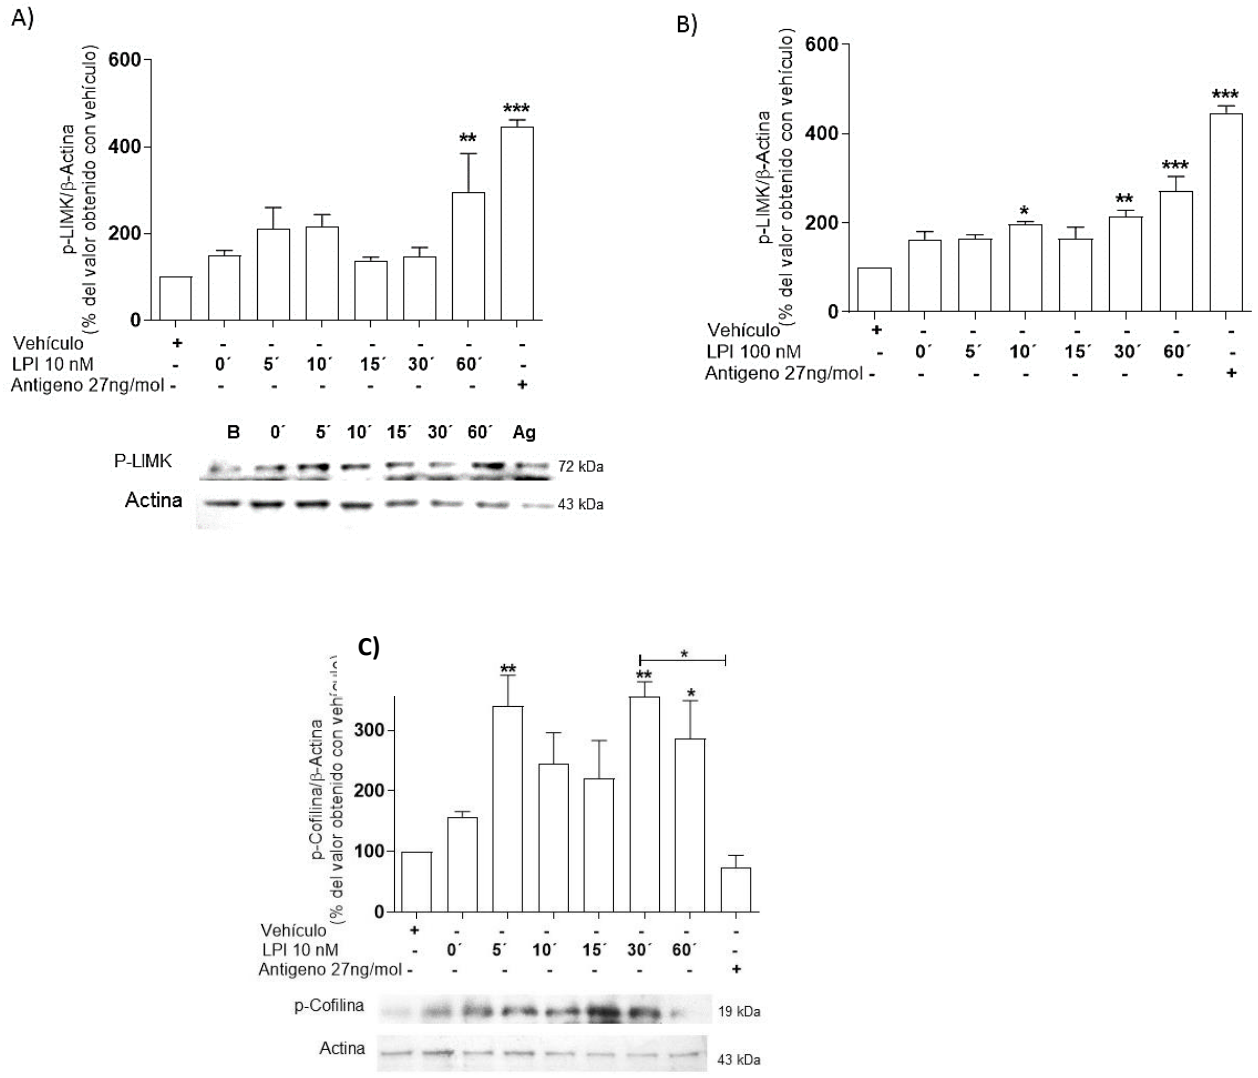 A)
p-LIMK/β-Actina
(% del valor obtenido con vehículo)
600
400
200
0
** ***
Vehículo + - - - - - - -
LPI 10 nM - 0´ 5´ 10´ 15´ 30´ 60´ -
Antigeno 27ng/mol - - - - - - - +
B 0´ 5´ 10´ 15´ 30´ 60´ Ag
P-LIMK 72 kDa
Actina 43 kDa
B)
p-LIMK/β-Actina
(% del valor obtenido con vehículo)
600
400
200
0
* ** *** ***
Vehículo + - - - - - - -
LPI 100 nM - 0´ 5´ 10´ 15´ 30´ 60´ -
Antigeno 27ng/mol - - - - - - - +
C)
p-Cofilina/β-Actina
(% del valor obtenido con vehículo)
300
200
100
0
*
** ** *
Vehículo + - - - - - - -
LPI 10 nM - 0´ 5´ 10´ 15´ 30´ 60´ -
Antigeno 27ng/mol - - - - - - - +
p-Cofilina 19 kDa
Actina 43 kDa